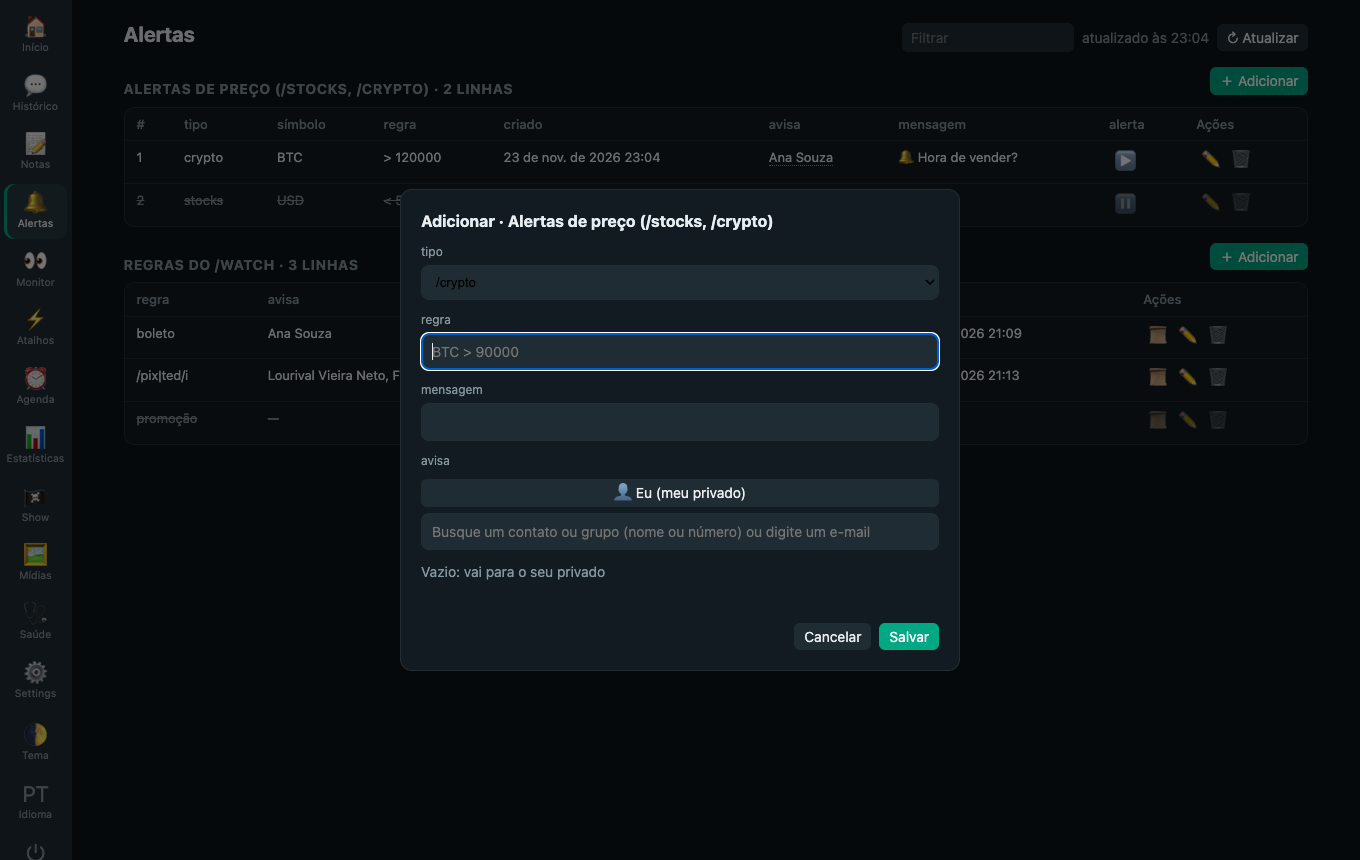 Início
Histórico
Notas
Alertas
Monitor
Atalhos
Agenda
Estatísticas
Show
Mídias
Saúde
Settings
Tema
PT
Idioma
Alertas
Filtrar
atualizado às 23:04
↻ Atualizar
ALERTAS DE PREÇO (/STOCKS, /CRYPTO) · 2 LINHAS
+ Adicionar
# tipo símbolo regra criado avisa mensagem alerta Ações
1 crypto BTC > 120000 23 de nov. de 2026 23:04 Ana Souza 🔔 Hora de vender?
2 stocks USD < 5
REGRAS DO /WATCH · 3 LINHAS
+ Adicionar
regra avisa Ações
boleto Ana Souza 026 21:09
/pix|ted/i Lourival Vieira Neto, F 026 21:13
promoção —
Adicionar · Alertas de preço (/stocks, /crypto)
tipo
/crypto
regra
BTC > 90000
mensagem
avisa
👤 Eu (meu privado)
Busque um contato ou grupo (nome ou número) ou digite um e-mail
Vazio: vai para o seu privado
Cancelar
Salvar